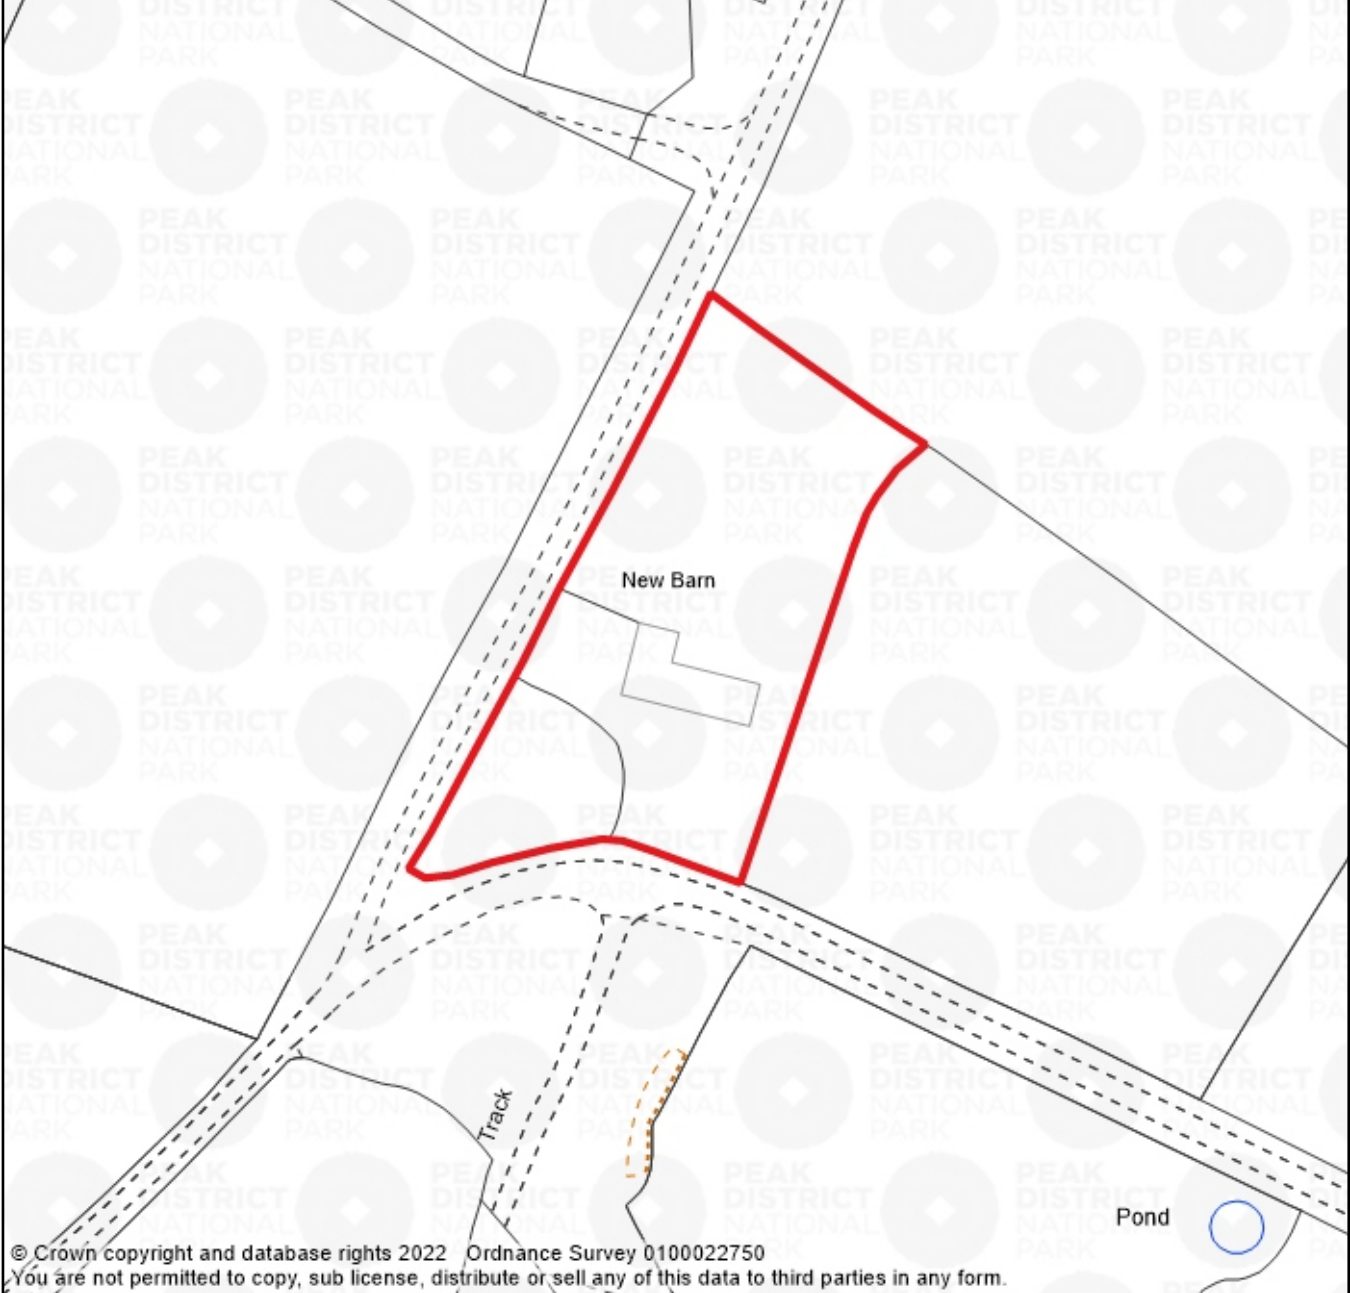 New Barn
Track
Pond
© Crown copyright and database rights 2022 Ordnance Survey 0100022750
You are not permitted to copy, sub license, distribute or sell any of this data to third parties in any form.
PEAK
DISTRICT
NATIONAL
PARK